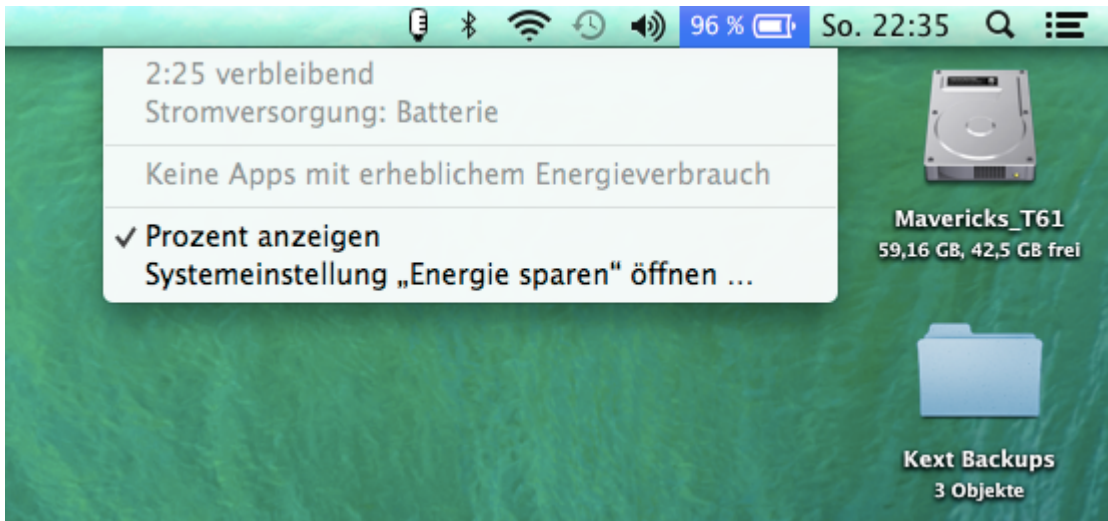 96 %
So. 22:35
2:25 verbleibend
Stromversorgung: Batterie
Keine Apps mit erheblichem Energieverbrauch
Prozent anzeigen
Systemeinstellung „Energie sparen“ öffnen ...
Mavericks_T61
59,16 GB, 42,5 GB frei
Kext Backups
3 Objekte